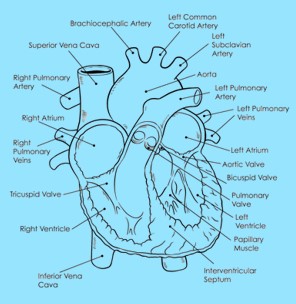 Brachiocephalic Artery
Left Common
Carotid Artery
Superior Vena Cava
Left
Subclavian
Artery
Aorta
Right Pulmonary
Artery
Left Pulmonary
Artery
Left Pulmonary
Veins
Right Atrium
Right
Pulmonary
Veins
Left Atrium
Aortic Valve
Bicuspid Valve
Tricuspid Valve
Pulmonary
Valve
Left
Ventricle
Right Ventricle
Papillary
Muscle
Inferior Vena
Cava
Interventricular
Septum